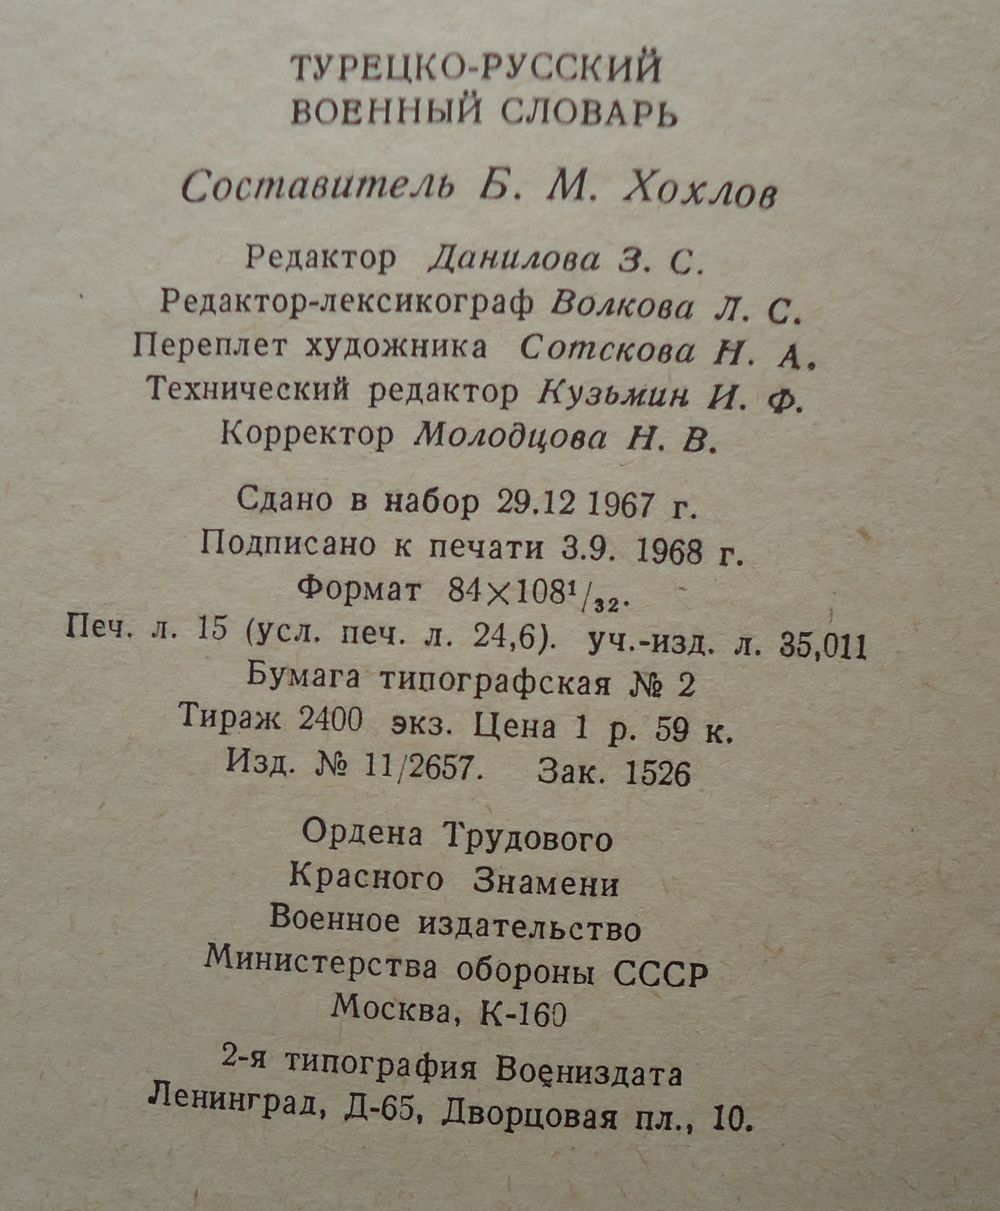 ТУРЕЦКО-РУССКИЙ
ВОЕННЫЙ СЛОВАРЬ
Составитель Б. М. Хохлов
Редактор Данилова З. С.
Редактор-лексикограф Волкова Л. С.
Переплет художника Сотскова Н. А.
Технический редактор Кузьмин И. Ф.
Корректор Молодцова Н. В.
Сдано в набор 29.12 1967 г.
Подписано к печати 3.9. 1968 г.
Формат 84×108¹/₃₂.
Печ. л. 15 (усл. печ. л. 24,6). уч.-изд. л. 35,011
Бумага типографская № 2
Тираж 2400 экз. Цена 1 р. 59 к.
Изд. № 11/2657. Зак. 1526
Ордена Трудового
Красного Знамени
Военное издательство
Министерства обороны СССР
Москва, К-160
2-я типография Воениздата
Ленинград, Д-65, Дворцовая пл., 10.